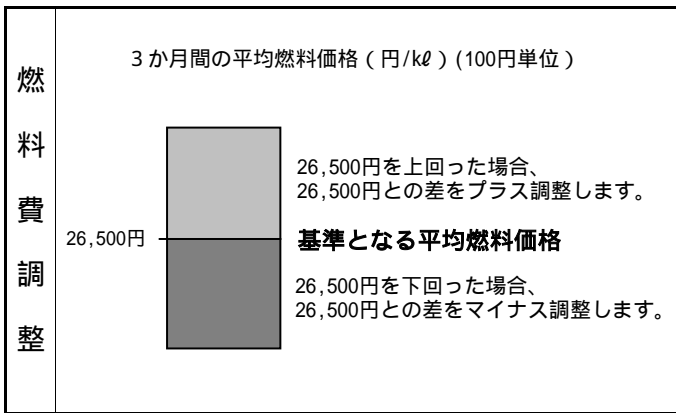 燃料費調整
3か月間の平均燃料価格(円/kℓ)(100円単位)
26,500円を上回った場合、
26,500円との差をプラス調整します。
26,500円
基準となる平均燃料価格
26,500円を下回った場合、
26,500円との差をマイナス調整します。